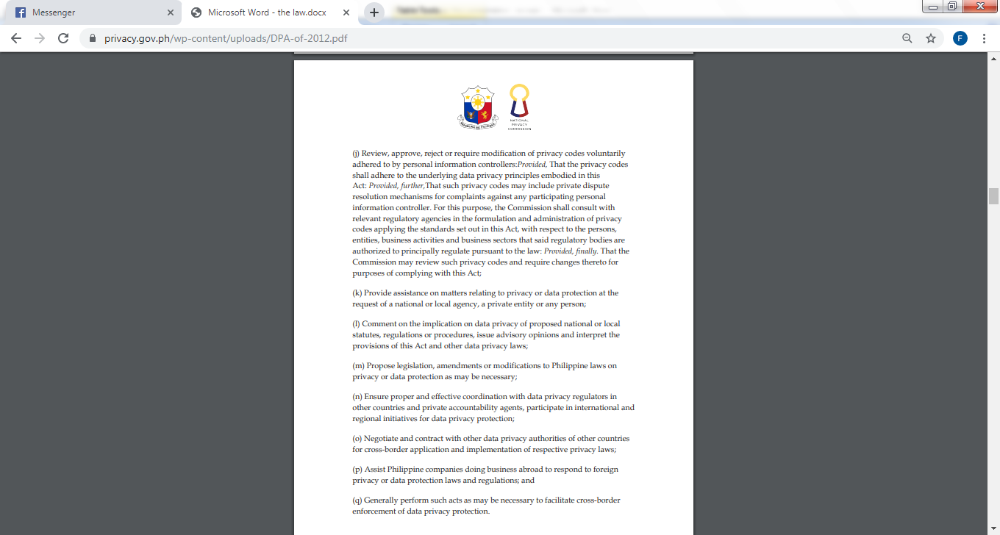 Messenger
Microsoft Word - the law.docx
privacy.gov.ph/wp-content/uploads/DPA-of-2012.pdf
F
NATIONAL
PRIVACY
COMMISSION
(j) Review, approve, reject or require modification of privacy codes voluntarily
adhered to by personal information controllers:Provided, That the privacy codes
shall adhere to the underlying data privacy principles embodied in this
Act: Provided, further,That such privacy codes may include private dispute
resolution mechanisms for complaints against any participating personal
information controller. For this purpose, the Commission shall consult with
relevant regulatory agencies in the formulation and administration of privacy
codes applying the standards set out in this Act, with respect to the persons,
entities, business activities and business sectors that said regulatory bodies are
authorized to principally regulate pursuant to the law: Provided, finally. That the
Commission may review such privacy codes and require changes thereto for
purposes of complying with this Act;
(k) Provide assistance on matters relating to privacy or data protection at the
request of a national or local agency, a private entity or any person;
(l) Comment on the implication on data privacy of proposed national or local
statutes, regulations or procedures, issue advisory opinions and interpret the
provisions of this Act and other data privacy laws;
(m) Propose legislation, amendments or modifications to Philippine laws on
privacy or data protection as may be necessary;
(n) Ensure proper and effective coordination with data privacy regulators in
other countries and private accountability agents, participate in international and
regional initiatives for data privacy protection;
(o) Negotiate and contract with other data privacy authorities of other countries
for cross-border application and implementation of respective privacy laws;
(p) Assist Philippine companies doing business abroad to respond to foreign
privacy or data protection laws and regulations; and
(q) Generally perform such acts as may be necessary to facilitate cross-border
enforcement of data privacy protection.